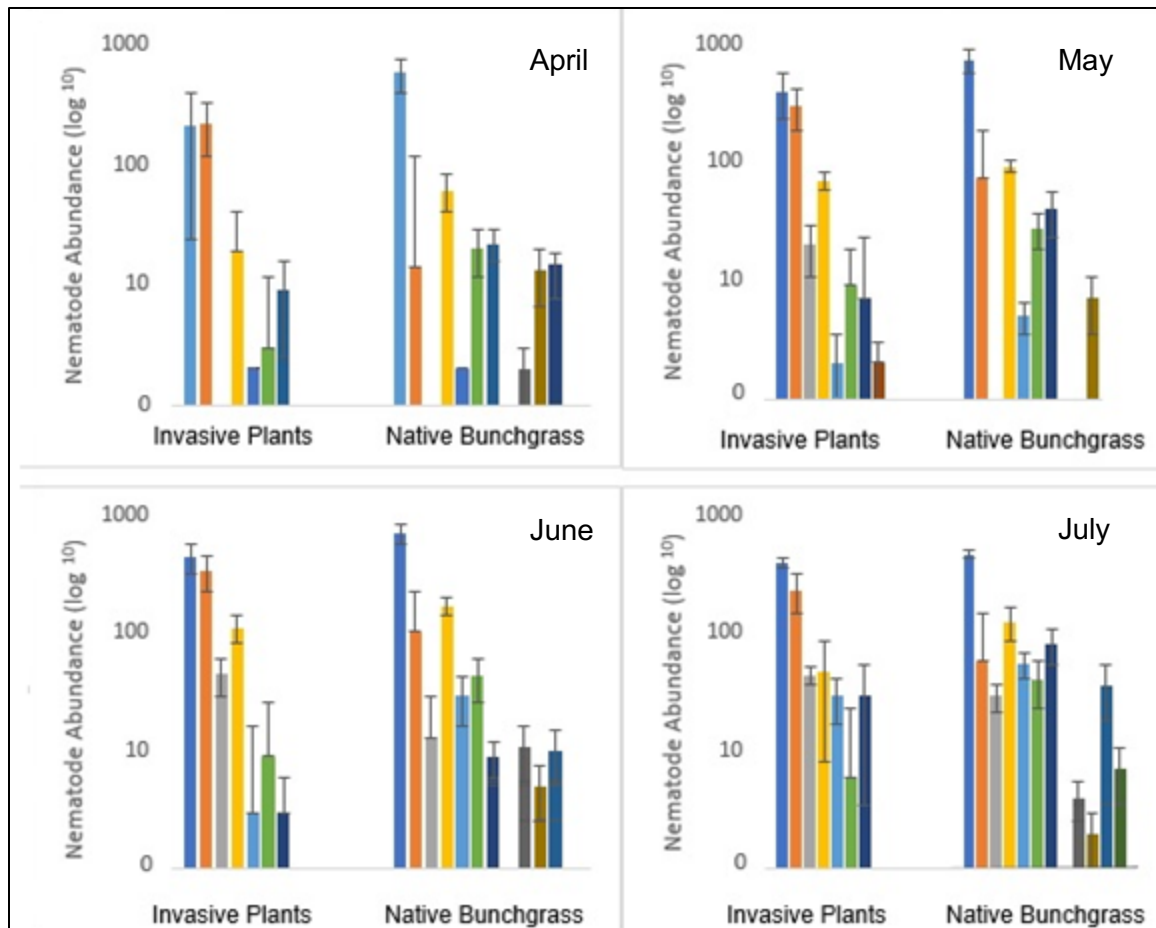 April
1000
100
10
0
Nematode Abundance (log ¹⁰)
Invasive Plants
Native Bunchgrass
May
1000
100
10
0
Nematode Abundance (log ¹⁰)
Invasive Plants
Native Bunchgrass
June
1000
100
10
0
Nematode Abundance (log ¹⁰)
Invasive Plants
Native Bunchgrass
July
1000
100
10
0
Nematode Abundance (log ¹⁰)
Invasive Plants
Native Bunchgrass